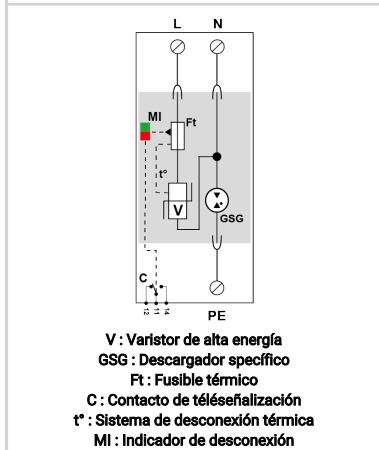 L N
MI
Ft
t°
V
GSG
C
12 11 14
PE
V : Varistor de alta energía
GSG : Descargador specífico
Ft : Fusible térmico
C : Contacto de téléseñalización
t° : Sistema de desconexión térmica
MI : Indicador de desconexión